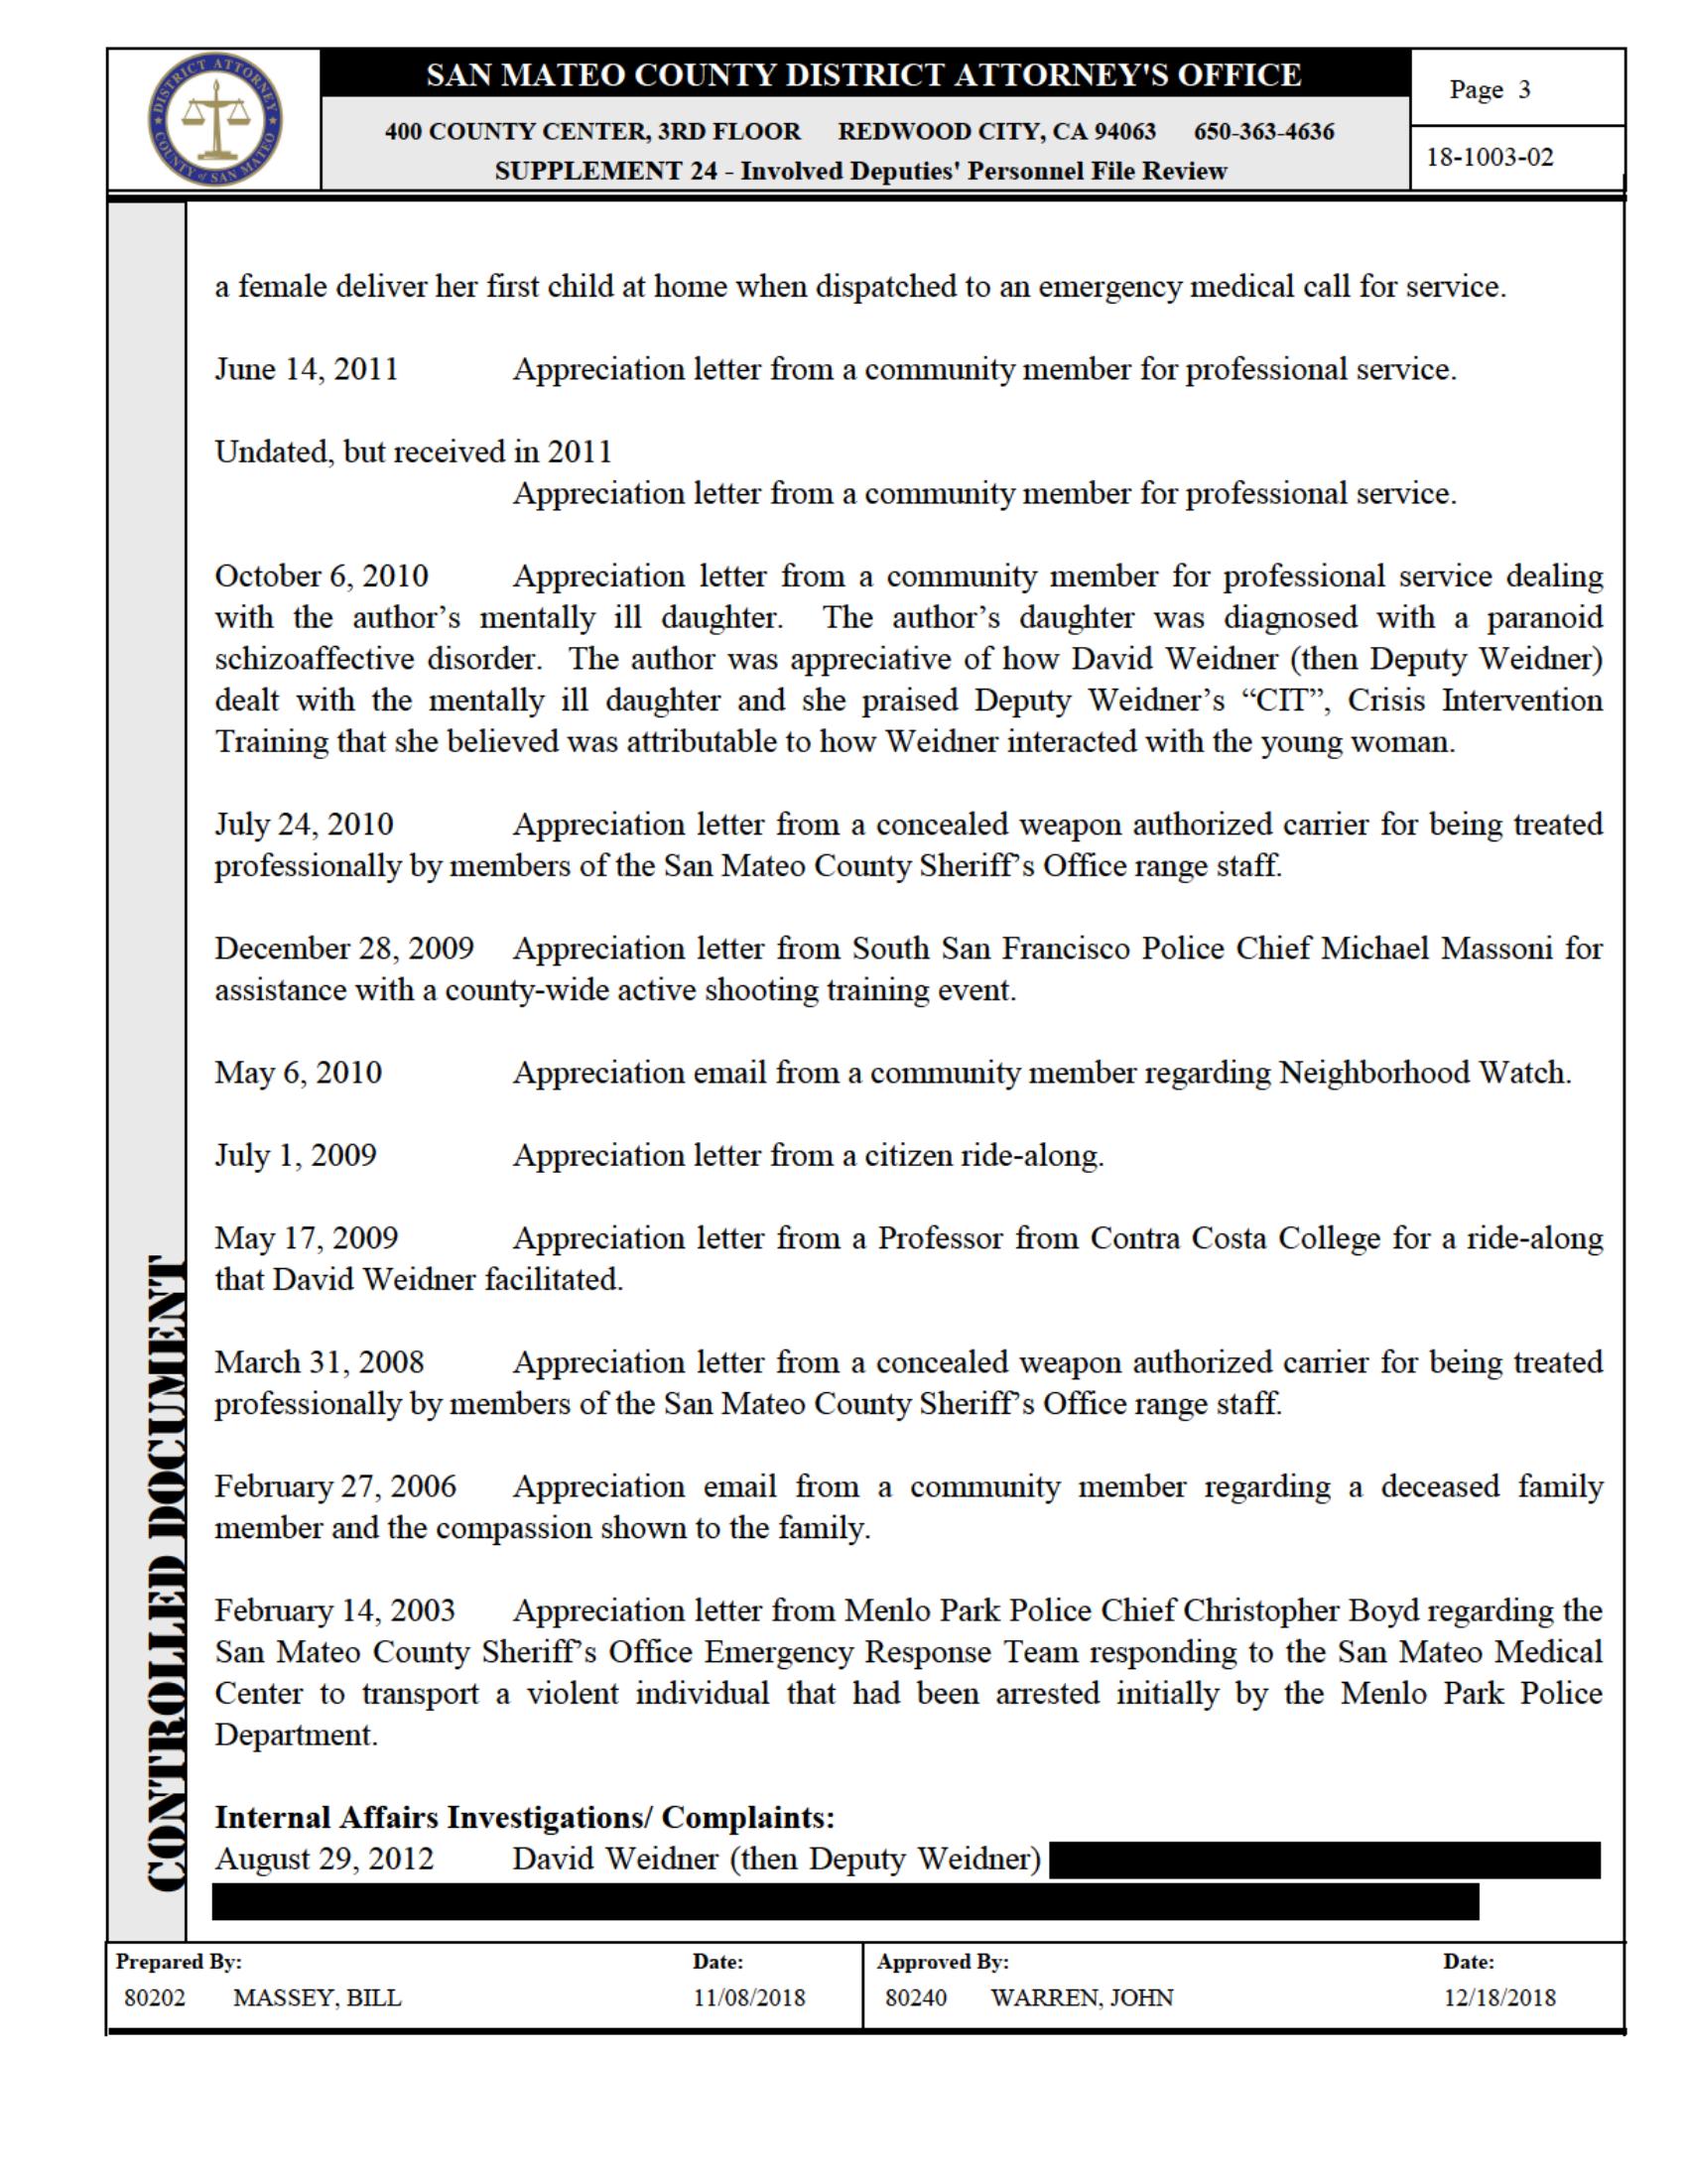 DISTRICT ATTORNEY
COUNTY of SAN MATEO
SAN MATEO COUNTY DISTRICT ATTORNEY'S OFFICE
400 COUNTY CENTER, 3RD FLOOR REDWOOD CITY, CA 94063 650-363-4636
SUPPLEMENT 24 - Involved Deputies' Personnel File Review
Page 3
18-1003-02
a female deliver her first child at home when dispatched to an emergency medical call for service.
June 14, 2011 Appreciation letter from a community member for professional service.
Undated, but received in 2011
Appreciation letter from a community member for professional service.
October 6, 2010 Appreciation letter from a community member for professional service dealing
with the author’s mentally ill daughter. The author’s daughter was diagnosed with a paranoid
schizoaffective disorder. The author was appreciative of how David Weidner (then Deputy Weidner)
dealt with the mentally ill daughter and she praised Deputy Weidner’s “CIT”, Crisis Intervention
Training that she believed was attributable to how Weidner interacted with the young woman.
July 24, 2010 Appreciation letter from a concealed weapon authorized carrier for being treated
professionally by members of the San Mateo County Sheriff’s Office range staff.
December 28, 2009 Appreciation letter from South San Francisco Police Chief Michael Massoni for
assistance with a county-wide active shooting training event.
May 6, 2010 Appreciation email from a community member regarding Neighborhood Watch.
July 1, 2009 Appreciation letter from a citizen ride-along.
May 17, 2009 Appreciation letter from a Professor from Contra Costa College for a ride-along
that David Weidner facilitated.
March 31, 2008 Appreciation letter from a concealed weapon authorized carrier for being treated
professionally by members of the San Mateo County Sheriff’s Office range staff.
February 27, 2006 Appreciation email from a community member regarding a deceased family
member and the compassion shown to the family.
February 14, 2003 Appreciation letter from Menlo Park Police Chief Christopher Boyd regarding the
San Mateo County Sheriff’s Office Emergency Response Team responding to the San Mateo Medical
Center to transport a violent individual that had been arrested initially by the Menlo Park Police
Department.
Internal Affairs Investigations/ Complaints:
August 29, 2012 David Weidner (then Deputy Weidner)
CONTROLLED DOCUMENT
Prepared By: Date: Approved By: Date:
80202 MASSEY, BILL 11/08/2018 80240 WARREN, JOHN 12/18/2018